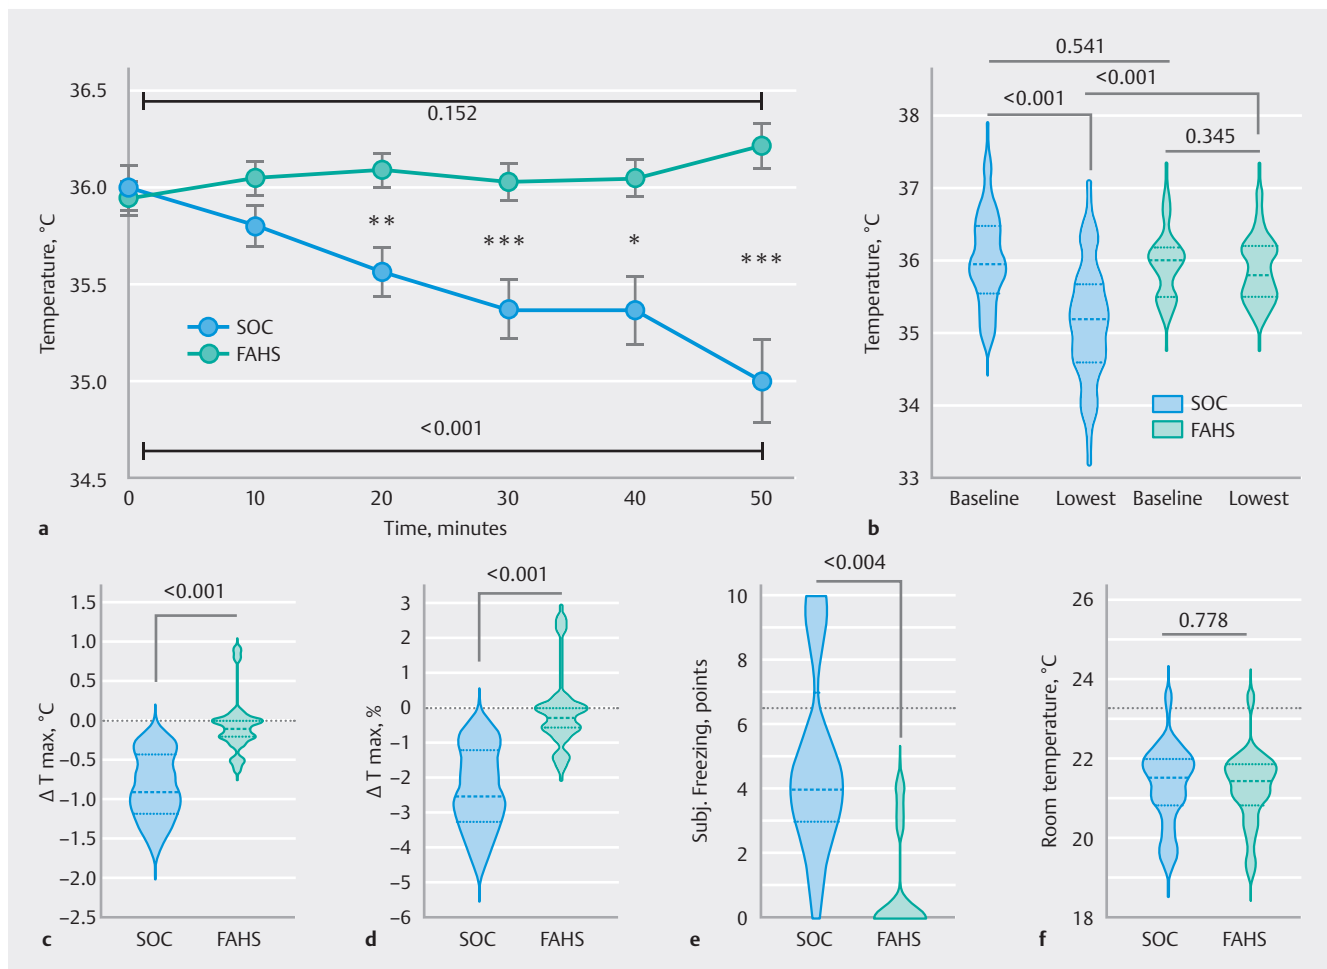 36.5
36.0
35.5
35.0
34.5
Temperature, °C
0.152
**
***
*
***
SOC
FAHS
<0.001
0
10
20
30
40
50
Time, minutes
a
38
37
36
35
34
33
Temperature, °C
0.541
<0.001
<0.001
0.345
SOC
FAHS
Baseline
Lowest
Baseline
Lowest
b
1.5
1.0
0.5
0.0
−0.5
−1.0
−1.5
−2.0
−2.5
Δ T max, °C
<0.001
SOC
FAHS
c
3
2
1
0
−1
−2
−3
−4
−5
−6
Δ T max, %
<0.001
SOC
FAHS
d
10
8
6
4
2
0
Subj. Freezing, points
<0.004
SOC
FAHS
e
26
24
22
20
18
Room temperature, °C
0.778
SOC
FAHS
f